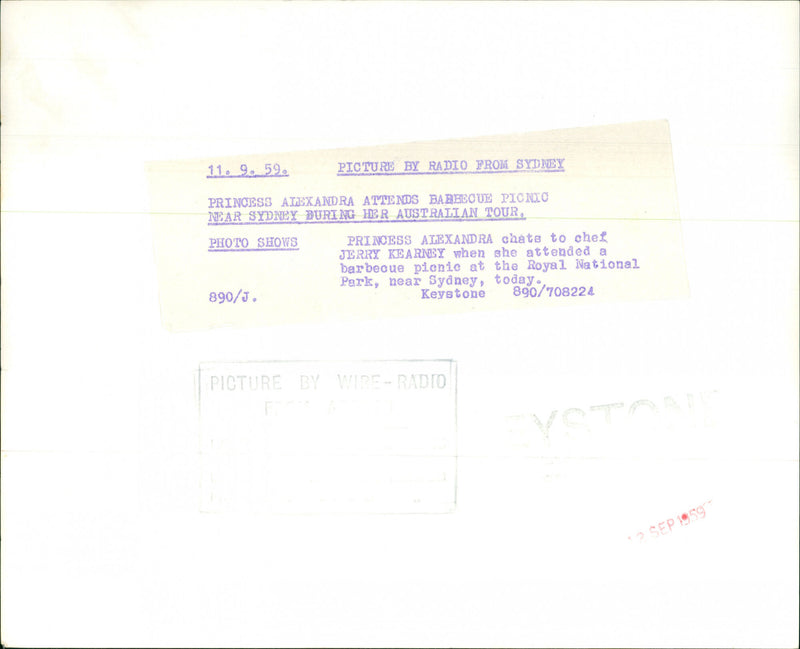 11. 9. 59. PICTURE BY RADIO FROM SYDNEY
PRINCESS ALEXANDRA ATTENDS BARBECUE PICNIC
NEAR SYDNEY DURING HER AUSTRALIAN TOUR.
PHOTO SHOWS PRINCESS ALEXANDRA chats to chef
JERRY KEARNEY when she attended a
barbecue picnic at the Royal National
Park, near Sydney, today.
890/J. Keystone 890/708224
PICTURE BY WIRE-RADIO
KEYSTONE
12 SEP 1959